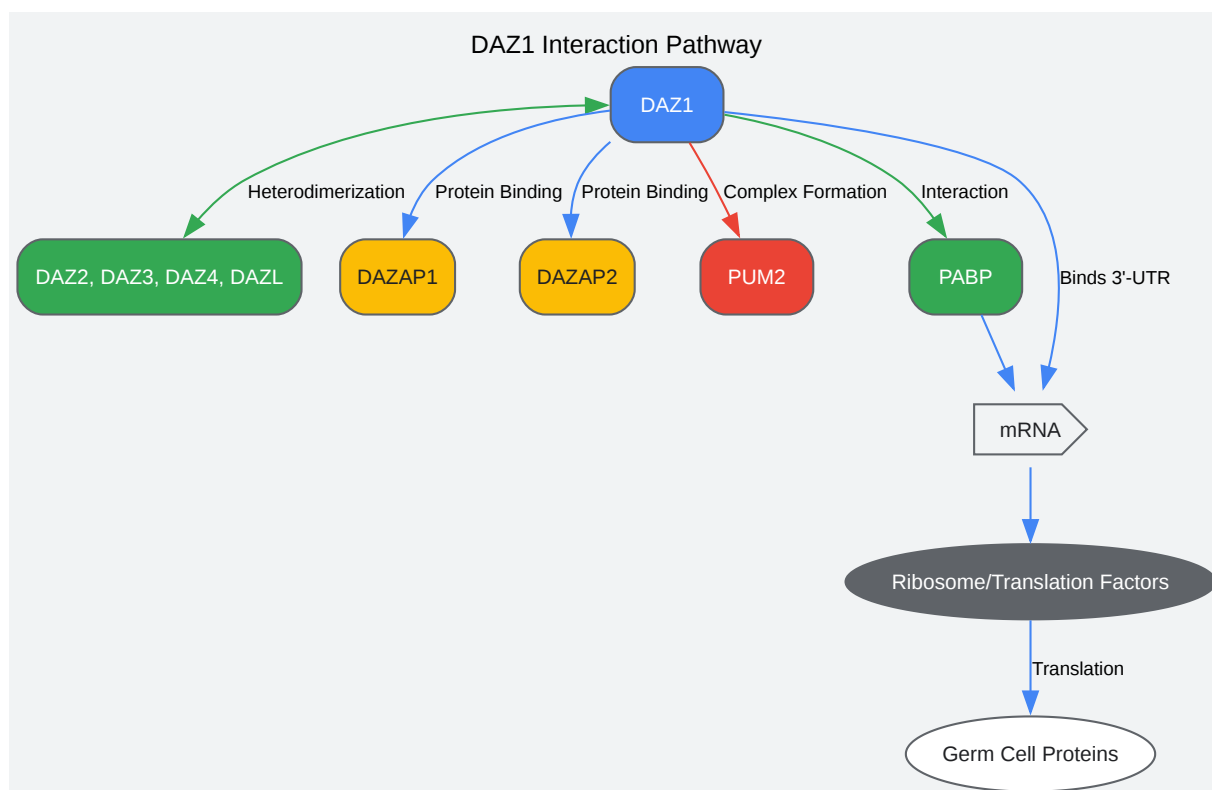 DAZ1 Interaction Pathway
DAZ1
Heterodimerization
Protein Binding
Protein Binding
Complex Formation
Interaction
DAZ2, DAZ3, DAZ4, DAZL
DAZAP1
DAZAP2
PUM2
PABP
Binds 3'-UTR
mRNA
Ribosome/Translation Factors
Translation
Germ Cell Proteins